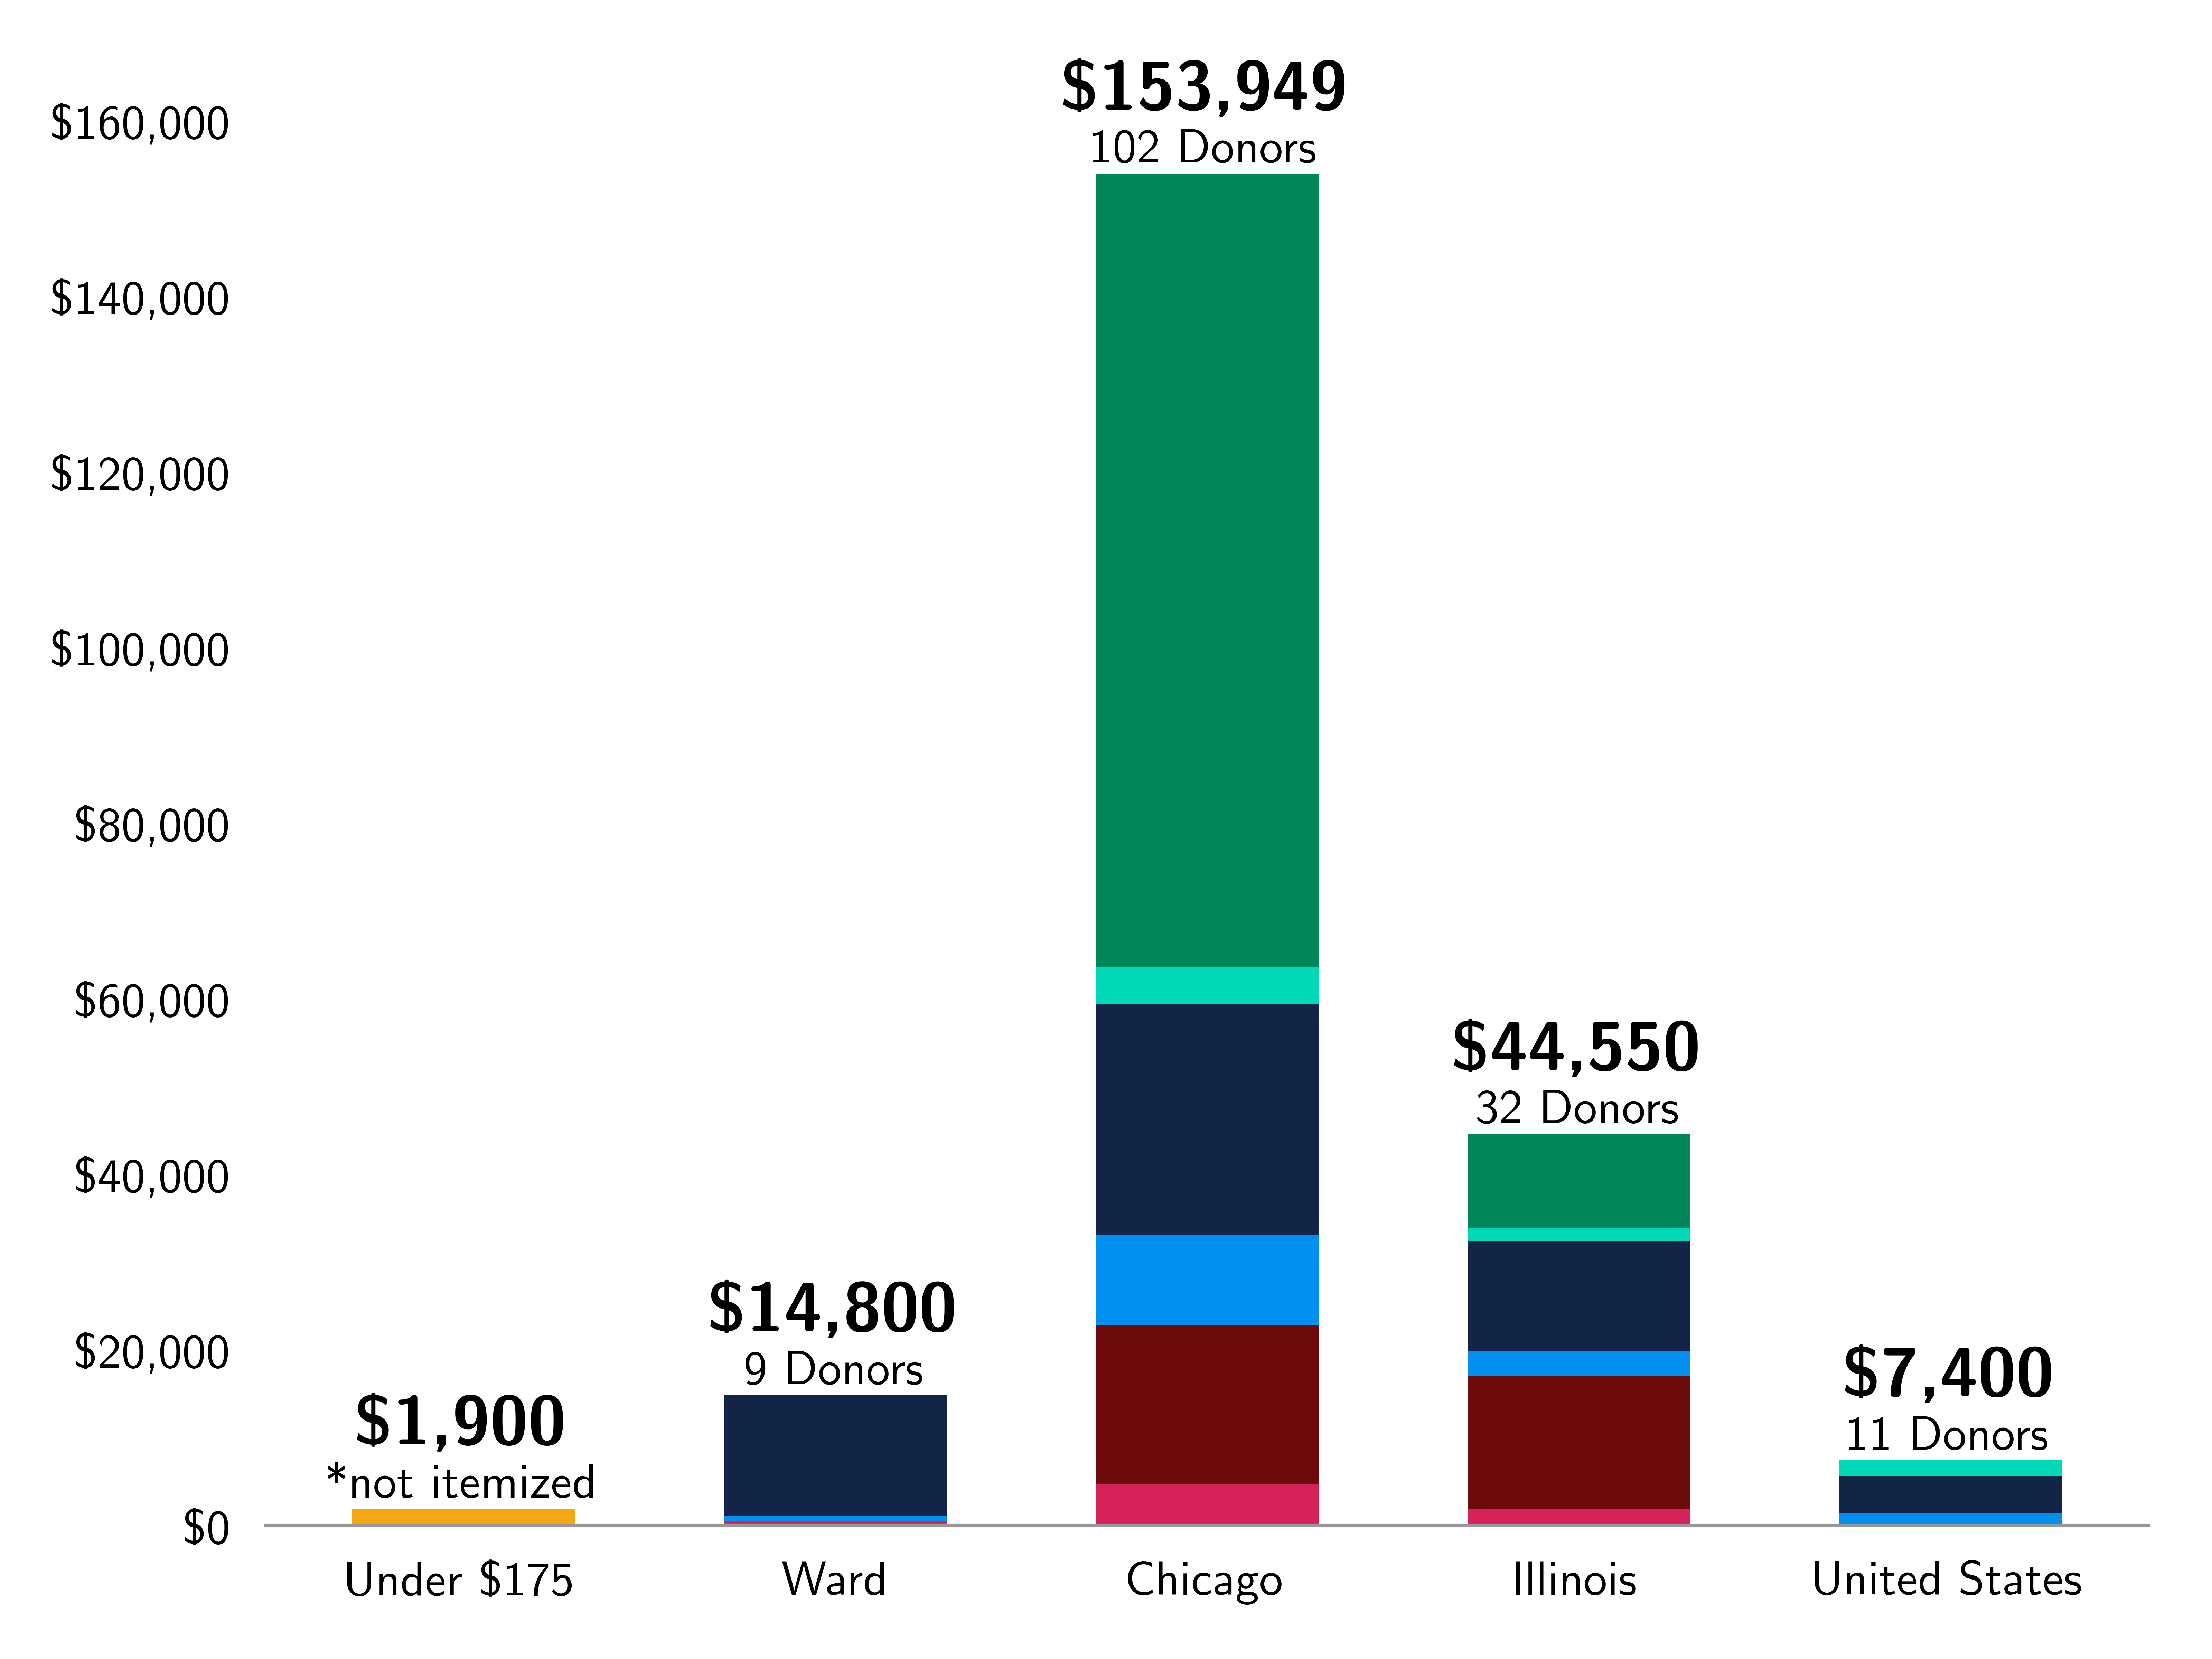 $153,949
102 Donors
$160,000
$140,000
$120,000
$100,000
$80,000
$60,000
$44,550
32 Donors
$40,000
$14,800
9 Donors
$20,000
$7,400
11 Donors
$1,900
*not itemized
$0
Under $175
Ward
Chicago
Illinois
United States